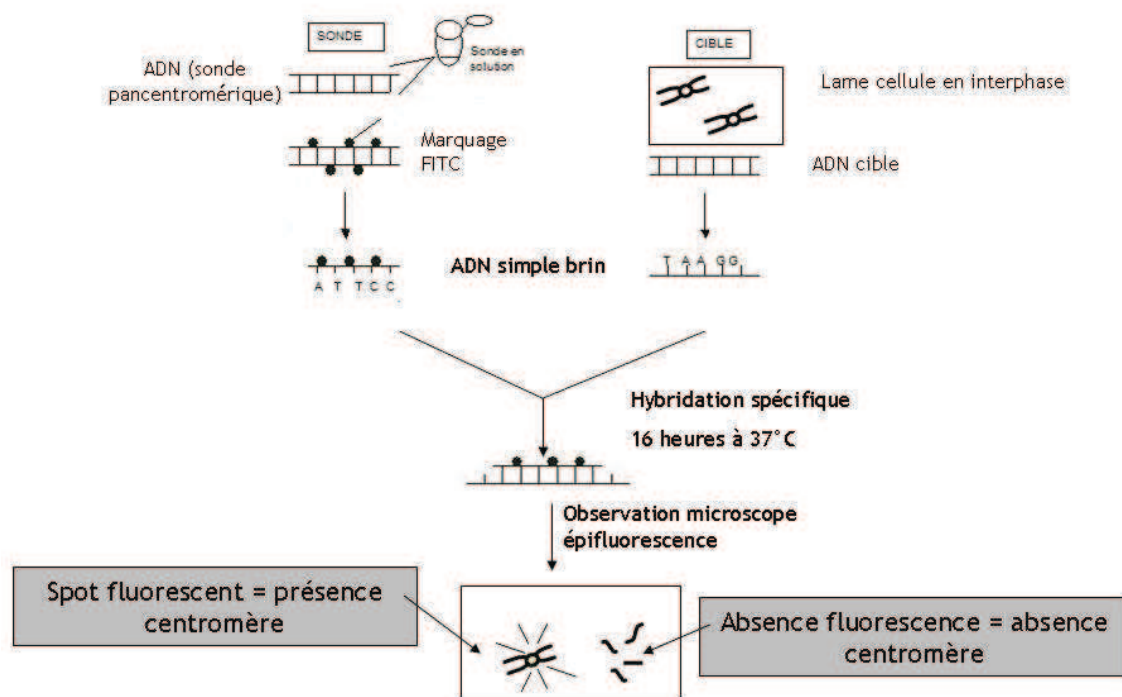 SONDE
Sonde en
solution
ADN (sonde
pancentromérique)
Marquage
FITC
A T T C C
CIBLE
Lame cellule en interphase
ADN cible
T A A G G
ADN simple brin
Hybridation spécifique
16 heures à 37°C
Observation microscope
épifluorescence
Spot fluorescent = présence
centromère
Absence fluorescence = absence
centromère